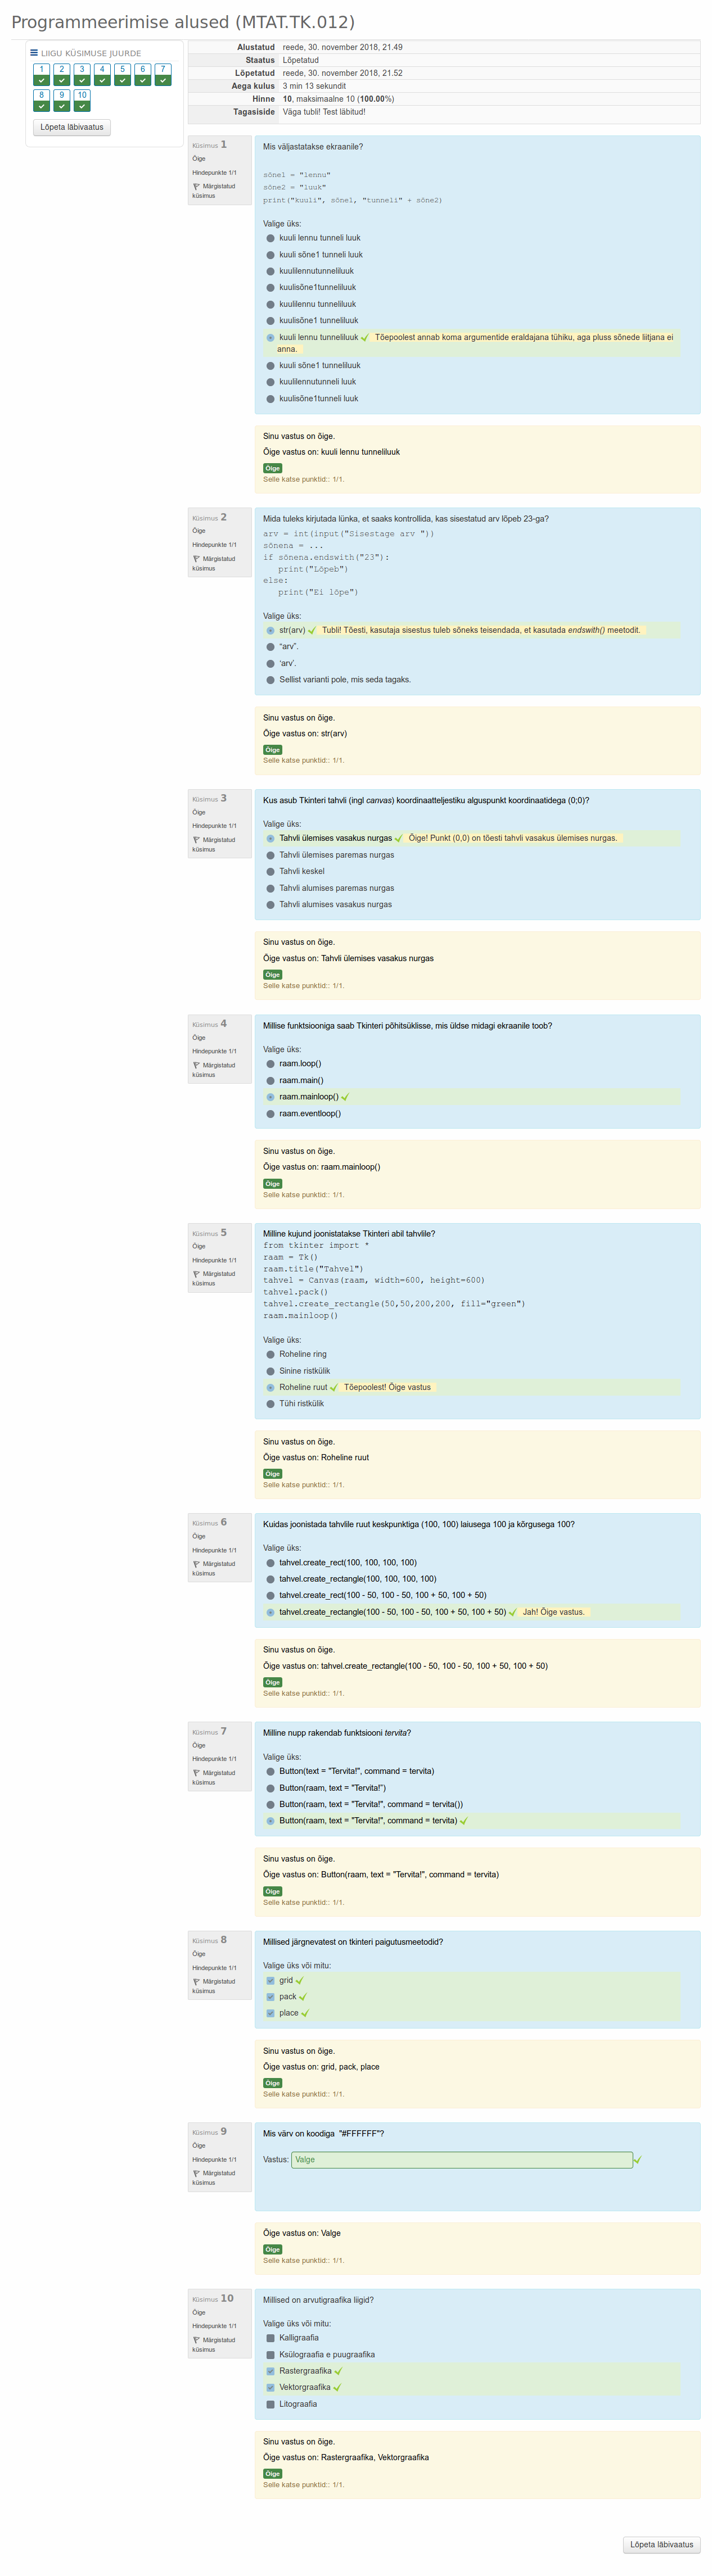 Programmeerimise alused (MTAT.TK.012)
LIIGU KÜSIMUSE JUURDE
1 2 3 4 5 6 7
8 9 10
Lõpeta läbivaatus
Alustatud reede, 30. november 2018, 21.49
Staatus Lõpetatud
Lõpetatud reede, 30. november 2018, 21.52
Aega kulus 3 min 13 sekundit
Hinne 10, maksimaalne 10 (100.00%)
Tagasiside Väga tubli! Test läbitud!
Küsimus 1
Õige
Hindepunkte 1/1
Märgistatud
küsimus
Mis väljastatakse ekraanile?
sõne1 = "lennu"
sõne2 = "luuk"
print("kuuli", sõne1, "tunneli" + sõne2)
Valige üks:
kuuli lennu tunneli luuk
kuuli sõne1 tunneli luuk
kuulilennutunneliluuk
kuulisõne1tunneliluuk
kuulilennu tunneliluuk
kuulisõne1 tunneliluuk
kuuli lennu tunneliluuk Tõepoolest annab koma argumentide eraldajana tühiku, aga pluss sõnede liitjana ei
anna.
kuuli sõne1 tunneliluuk
kuulilennutunneli luuk
kuulisõne1tunneli luuk
Sinu vastus on õige.
Õige vastus on: kuuli lennu tunneliluuk
Õige
Selle katse punktid:: 1/1.
Küsimus 2
Õige
Hindepunkte 1/1
Märgistatud
küsimus
Mida tuleks kirjutada lünka, et saaks kontrollida, kas sisestatud arv lõpeb 23-ga?
arv = int(input("Sisestage arv "))
sõnena = ...
if sõnena.endswith("23"):
print("Lõpeb")
else:
print("Ei lõpe")
Valige üks:
str(arv) Tubli! Tõesti, kasutaja sisestus tuleb sõneks teisendada, et kasutada endswith() meetodit.
“arv”.
‘arv’.
Sellist varianti pole, mis seda tagaks.
Sinu vastus on õige.
Õige vastus on: str(arv)
Õige
Selle katse punktid:: 1/1.
Küsimus 3
Õige
Hindepunkte 1/1
Märgistatud
küsimus
Kus asub Tkinteri tahvli (ingl canvas) koordinaatteljestiku alguspunkt koordinaatidega (0;0)?
Valige üks:
Tahvli ülemises vasakus nurgas Õige! Punkt (0,0) on tõesti tahvli vasakus ülemises nurgas.
Tahvli ülemises paremas nurgas
Tahvli keskel
Tahvli alumises paremas nurgas
Tahvli alumises vasakus nurgas
Sinu vastus on õige.
Õige vastus on: Tahvli ülemises vasakus nurgas
Õige
Selle katse punktid:: 1/1.
Küsimus 4
Õige
Hindepunkte 1/1
Märgistatud
küsimus
Millise funktsiooniga saab Tkinteri põhitsüklisse, mis üldse midagi ekraanile toob?
Valige üks:
raam.loop()
raam.main()
raam.mainloop()
raam.eventloop()
Sinu vastus on õige.
Õige vastus on: raam.mainloop()
Õige
Selle katse punktid:: 1/1.
Küsimus 5
Õige
Hindepunkte 1/1
Märgistatud
küsimus
Milline kujund joonistatakse Tkinteri abil tahvlile?
from tkinter import *
raam = Tk()
raam.title("Tahvel")
tahvel = Canvas(raam, width=600, height=600)
tahvel.pack()
tahvel.create_rectangle(50,50,200,200, fill="green")
raam.mainloop()
Valige üks:
Roheline ring
Sinine ristkülik
Roheline ruut Tõepoolest! Õige vastus
Tühi ristkülik
Sinu vastus on õige.
Õige vastus on: Roheline ruut
Õige
Selle katse punktid:: 1/1.
Küsimus 6
Õige
Hindepunkte 1/1
Märgistatud
küsimus
Kuidas joonistada tahvlile ruut keskpunktiga (100, 100) laiusega 100 ja kõrgusega 100?
Valige üks:
tahvel.create_rect(100, 100, 100, 100)
tahvel.create_rectangle(100, 100, 100, 100)
tahvel.create_rect(100 - 50, 100 - 50, 100 + 50, 100 + 50)
tahvel.create_rectangle(100 - 50, 100 - 50, 100 + 50, 100 + 50) Jah! Õige vastus.
Sinu vastus on õige.
Õige vastus on: tahvel.create_rectangle(100 - 50, 100 - 50, 100 + 50, 100 + 50)
Õige
Selle katse punktid:: 1/1.
Küsimus 7
Õige
Hindepunkte 1/1
Märgistatud
küsimus
Milline nupp rakendab funktsiooni tervita?
Valige üks:
Button(text = "Tervita!", command = tervita)
Button(raam, text = "Tervita!")
Button(raam, text = "Tervita!", command = tervita())
Button(raam, text = "Tervita!", command = tervita)
Sinu vastus on õige.
Õige vastus on: Button(raam, text = "Tervita!", command = tervita)
Õige
Selle katse punktid:: 1/1.
Küsimus 8
Õige
Hindepunkte 1/1
Märgistatud
küsimus
Millised järgnevatest on tkinteri paigutusmeetodid?
Valige üks või mitu:
grid
pack
place
Sinu vastus on õige.
Õige vastus on: grid, pack, place
Õige
Selle katse punktid:: 1/1.
Küsimus 9
Õige
Hindepunkte 1/1
Märgistatud
küsimus
Mis värv on koodiga "#FFFFFF"?
Vastus: Valge
Õige vastus on: Valge
Õige
Selle katse punktid:: 1/1.
Küsimus 10
Õige
Hindepunkte 1/1
Märgistatud
küsimus
Millised on arvutigraafika liigid?
Valige üks või mitu:
Kalligraafia
Ksülograafia e puugraafika
Rastergraafika
Vektorgraafika
Litograafia
Sinu vastus on õige.
Õige vastus on: Rastergraafika, Vektorgraafika
Õige
Selle katse punktid:: 1/1.
Lõpeta läbivaatus